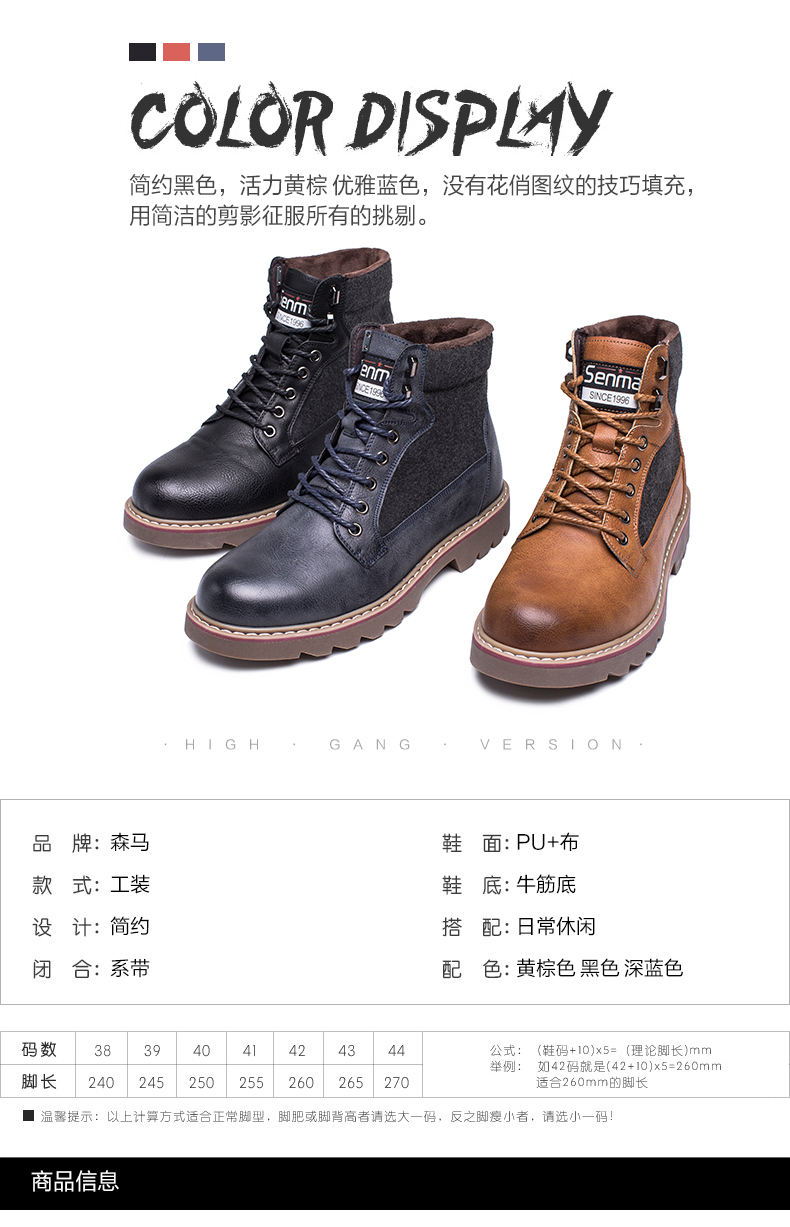 COLOR DISPLAY
简约黑色，活力黄棕 优雅蓝色，没有花俏图纹的技巧填充，
用简洁的剪影征服所有的挑剔。
Senm
SINCE1996
enm
NCE1996
Senma
SINCE1996
· HIGH · GANG · VERSION ·
品 牌：森马
鞋 面：PU+布
款 式：工装
鞋 底：牛筋底
设 计：简约
搭 配：日常休闲
闭 合：系带
配 色：黄棕色 黑色 深蓝色
码数 38 39 40 41 42 43 44
脚长 240 245 250 255 260 265 270
公式： (鞋码+10)x5= (理论脚长)mm
举例： 如42码就是(42+10)x5=260mm
适合260mm的脚长
■ 温馨提示：以上计算方式适合正常脚型，脚肥或脚背高者请选大一码，反之脚瘦小者，请选小一码！
商品信息